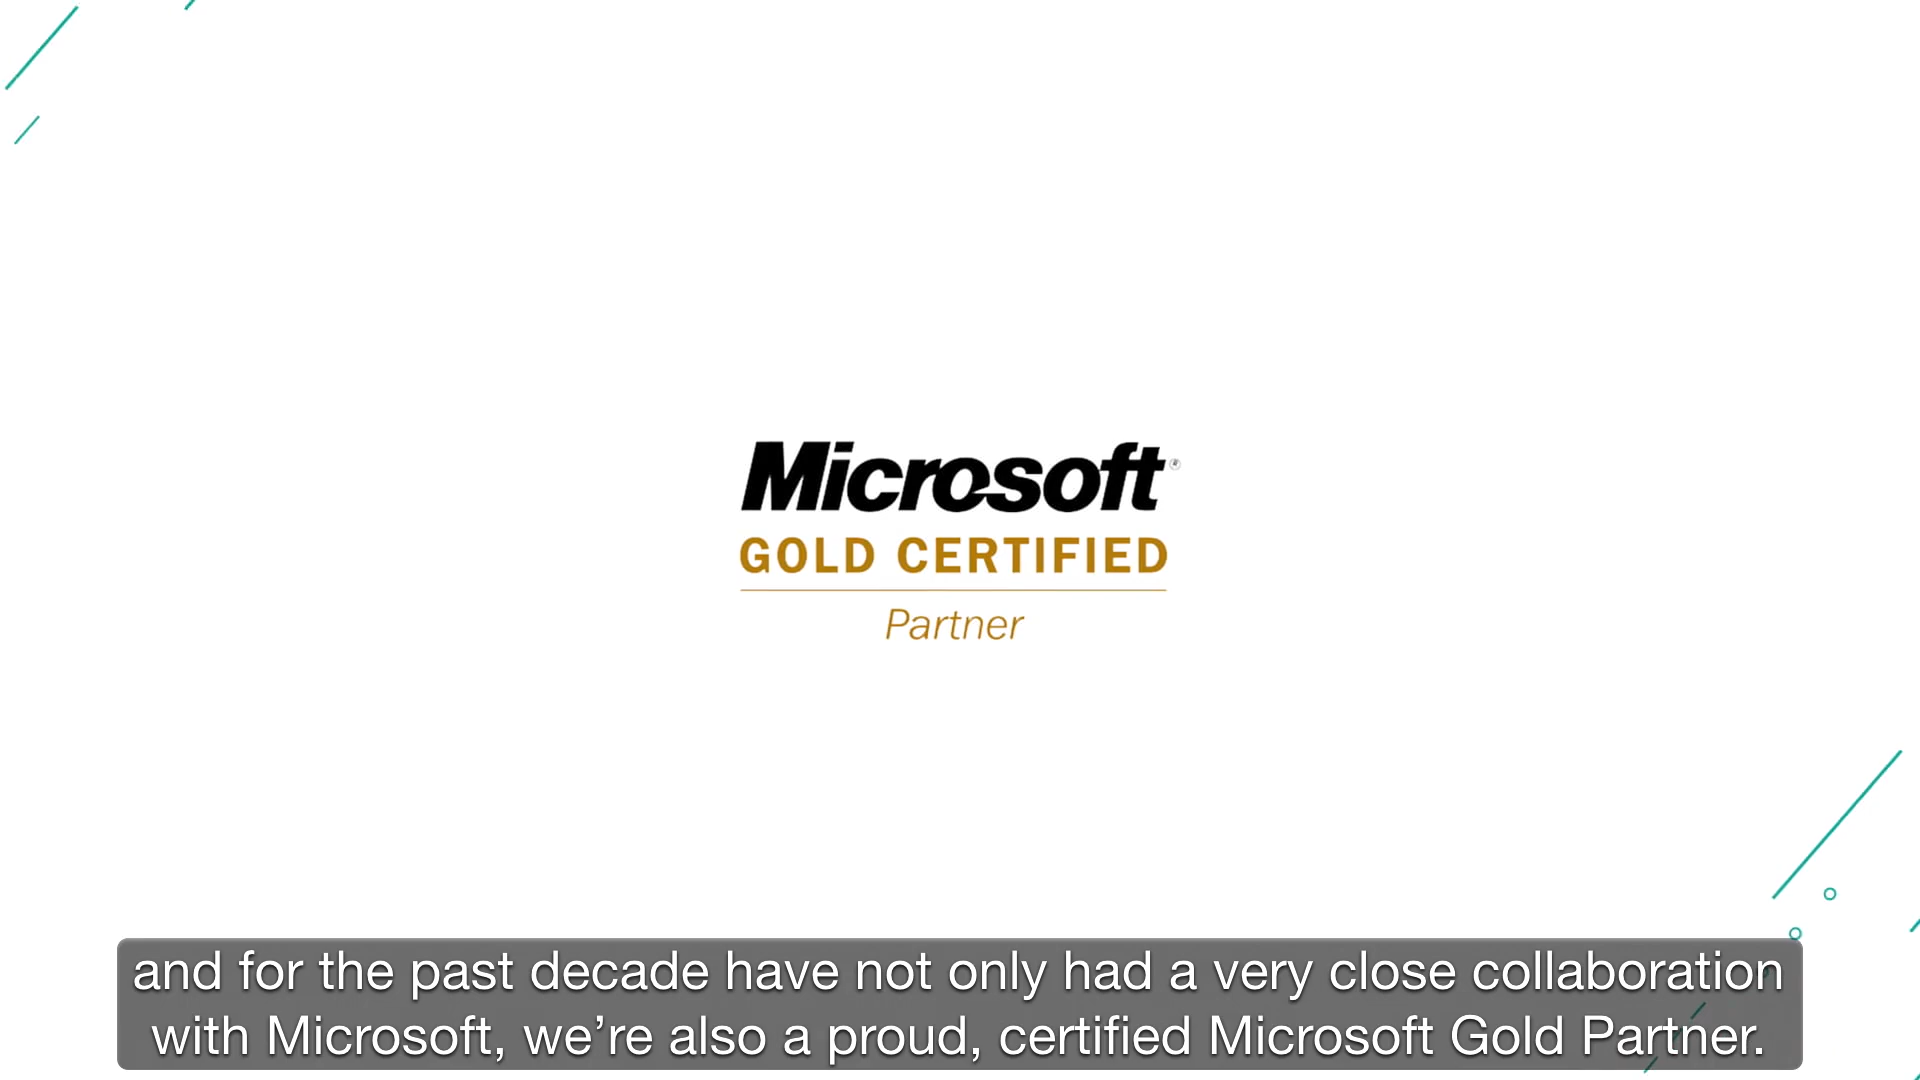 Microsoft®
GOLD CERTIFIED
Partner
and for the past decade have not only had a very close collaboration
with Microsoft, we’re also a proud, certified Microsoft Gold Partner.